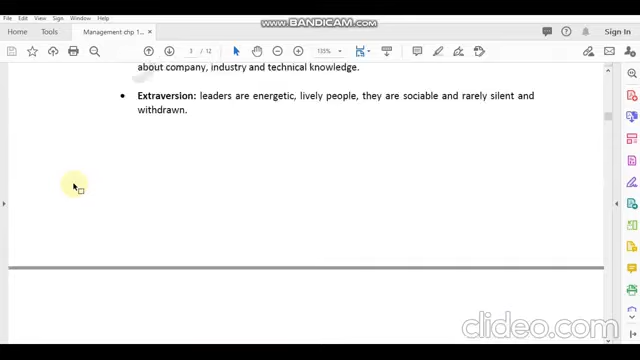 www.BANDICAM.com
File Edit View Sign Window Help
Home Tools Management chp 1... ×
3 / 12 135%
about company, industry and technical knowledge.
• Extraversion: leaders are energetic, lively people, they are sociable and rarely silent and
withdrawn.
clideo.com